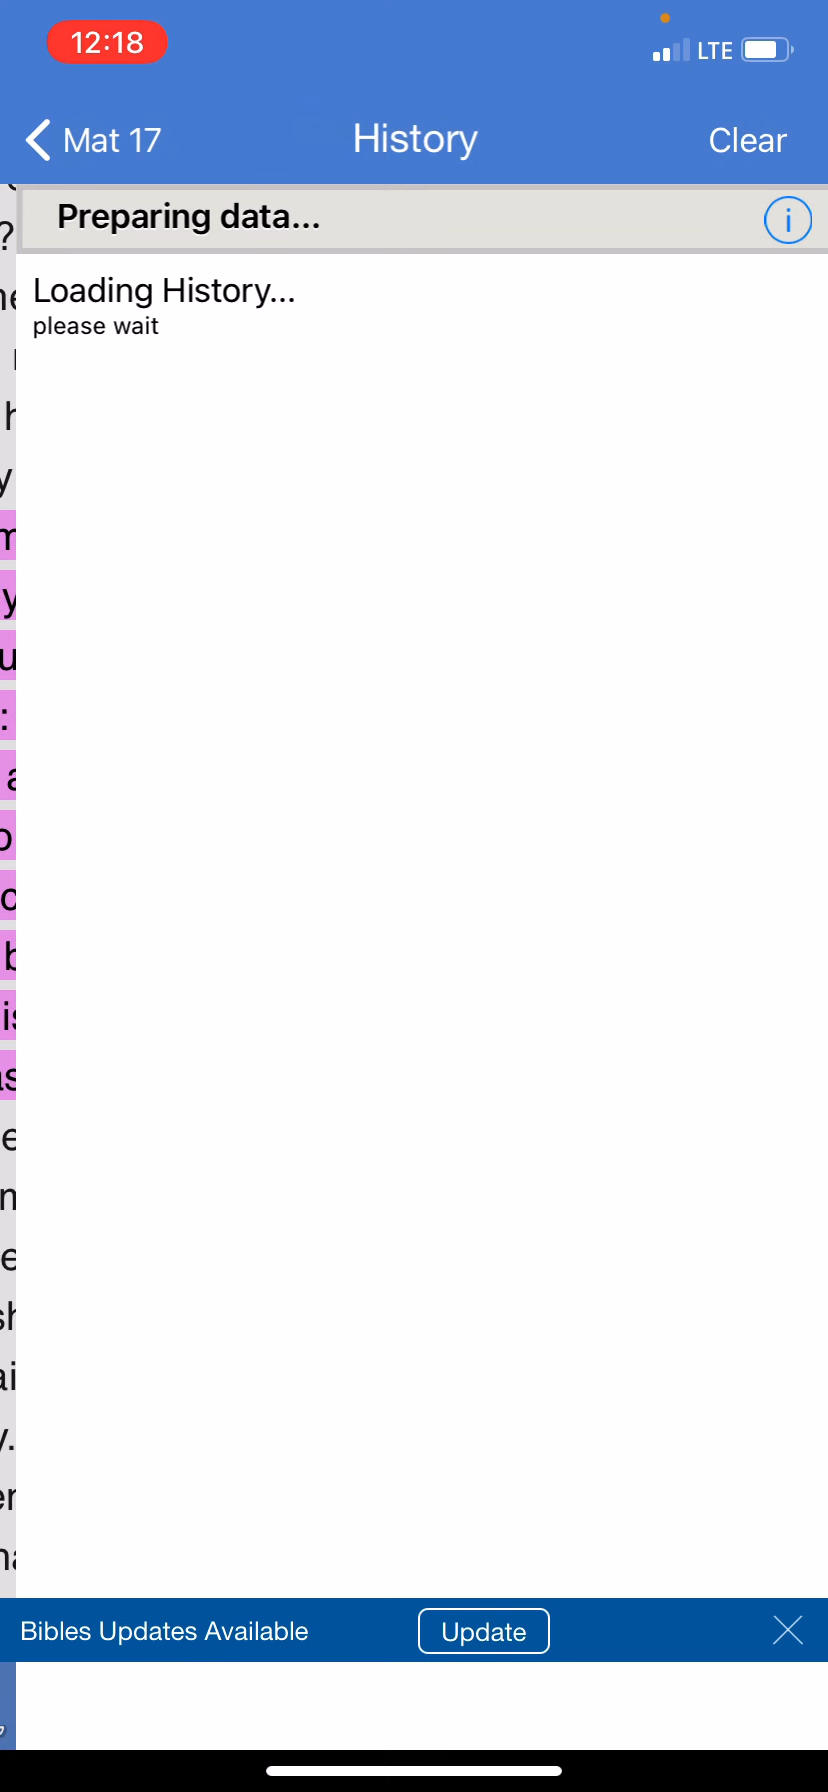 12:18
LTE
Mat 17
History
Clear
Preparing data...
Loading History...
please wait
Bibles Updates Available
Update